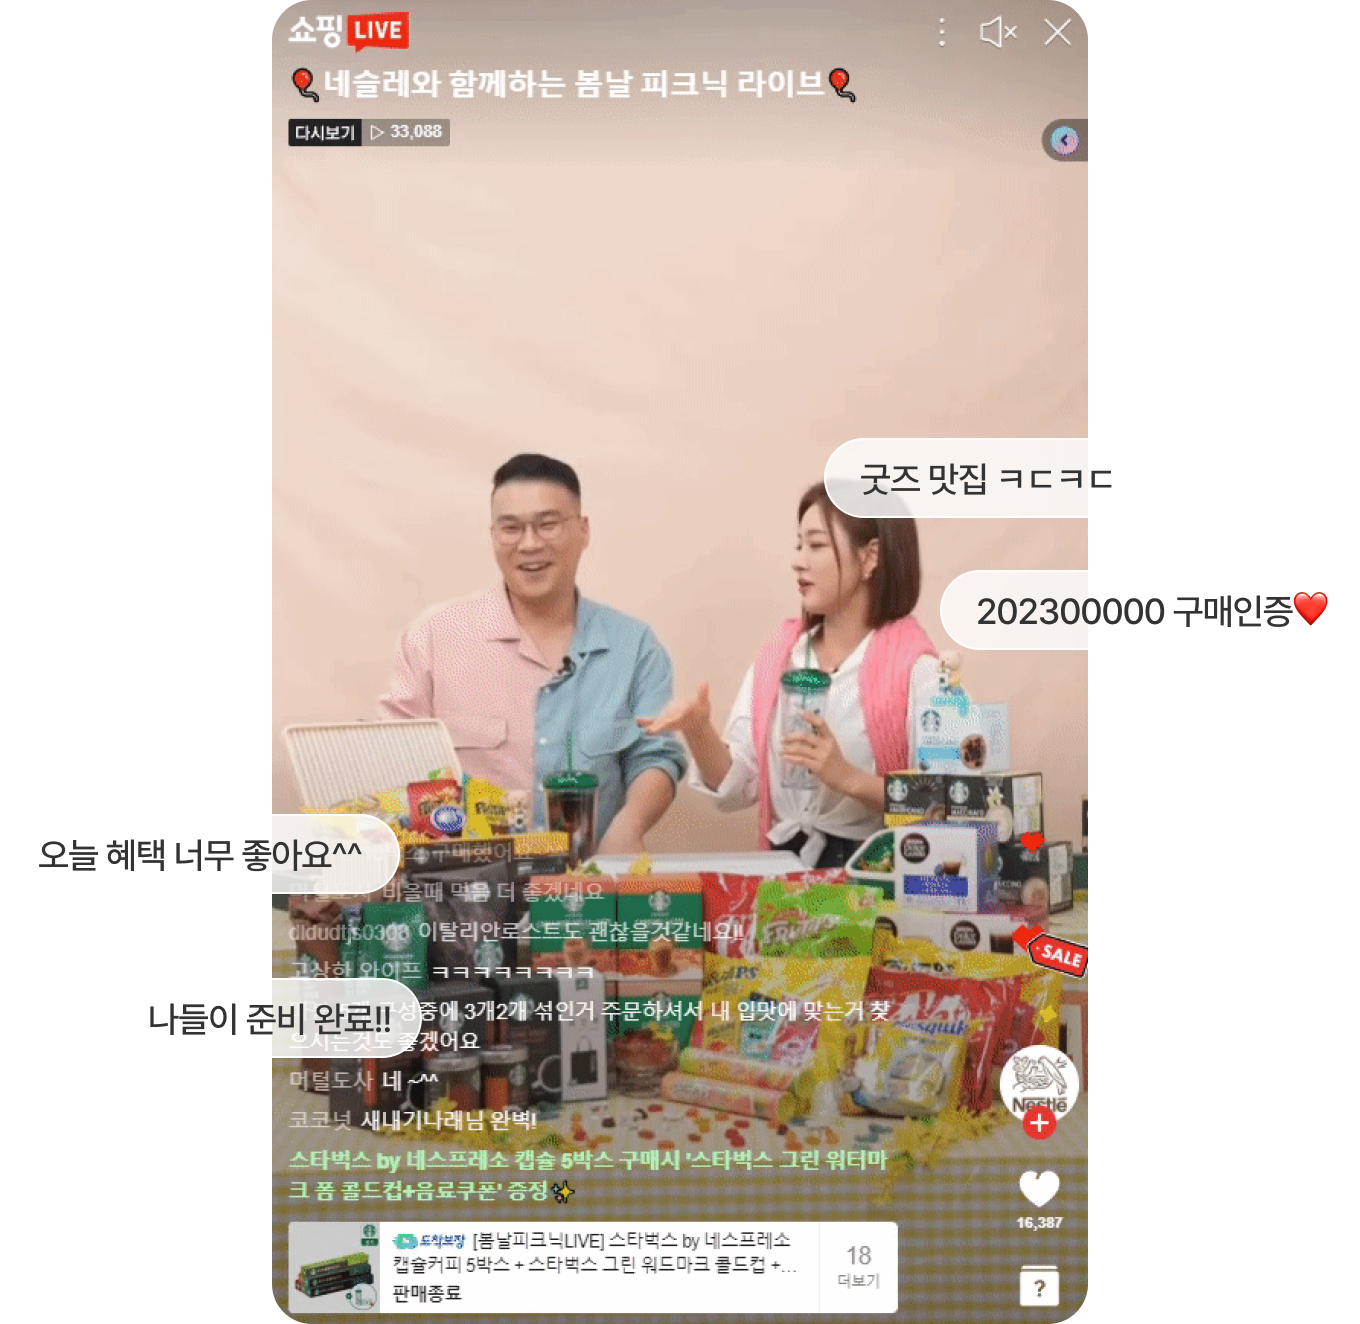 쇼핑 LIVE
🎈네슬레와 함께하는 봄날 피크닉 라이브🎈
다시보기 ▷ 33,088
굿즈 맛집 ㅋㄷㅋㄷ
202300000 구매인증❤️
오늘 혜택 너무 좋아요^^
구매했어요
비올때 먹음 더 좋겠네요
dldudtjs0303 이탈리안로스트도 괜찮을것같네요!!
고상한 와이프 ㅋㅋㅋㅋㅋㅋㅋㅋ
나들이 준비 완료!!
구성중에 3개2개 섞인거 주문하셔서 내 입맛에 맞는거 찾
으시는것도 좋겠어요
머털도사 네 ~^^
코코넛 새내기나래님 완벽!
스타벅스 by 네스프레소 캡슐 5박스 구매시 '스타벅스 그린 워터마
크 폼 콜드컵+음료쿠폰' 증정✨
SALE
Nestlé
16,387
도착보장 [봄날피크닉LIVE] 스타벅스 by 네스프레소
캡슐커피 5박스 + 스타벅스 그린 워드마크 콜드컵 +...
판매종료
18
더보기
?